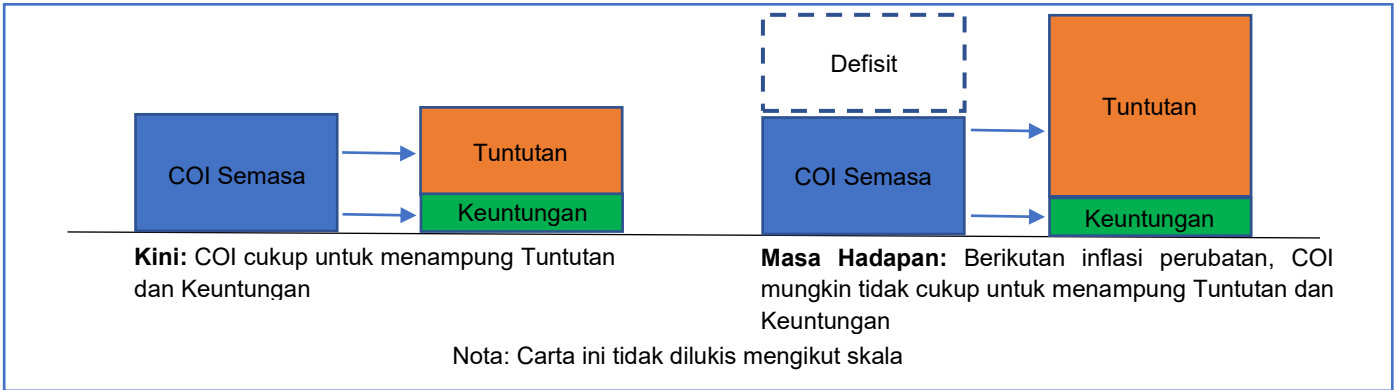 COI Semasa
Tuntutan
Keuntungan
Kini: COI cukup untuk menampung Tuntutan
dan Keuntungan
Defisit
COI Semasa
Tuntutan
Keuntungan
Masa Hadapan: Berikutan inflasi perubatan, COI
mungkin tidak cukup untuk menampung Tuntutan dan
Keuntungan
Nota: Carta ini tidak dilukis mengikut skala